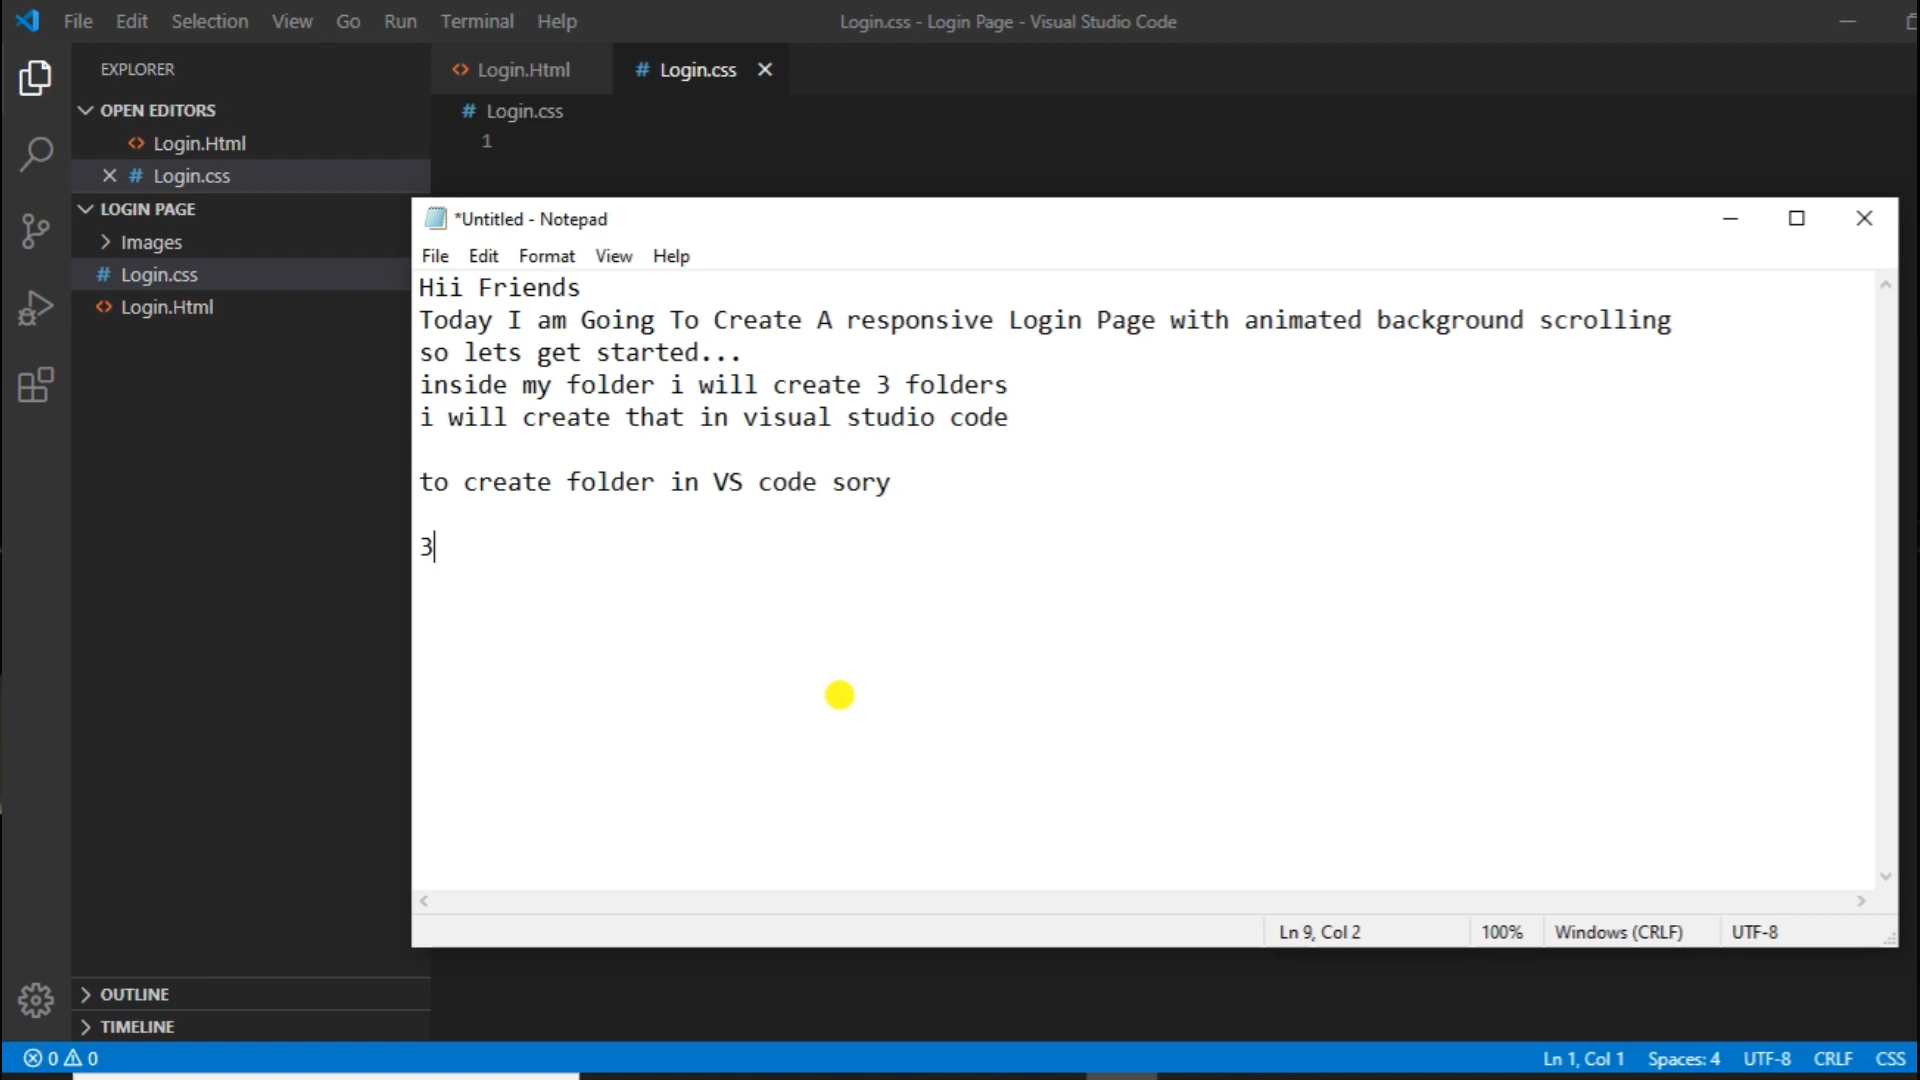 File Edit Selection View Go Run Terminal Help Login.css - Login Page - Visual Studio Code
EXPLORER
OPEN EDITORS
Login.Html
Login.css
LOGIN PAGE
Images
Login.css
Login.Html
OUTLINE
TIMELINE
Login.Html # Login.css
# Login.css
1
*Untitled - Notepad
File Edit Format View Help
Hii Friends
Today I am Going To Create A responsive Login Page with animated background scrolling
so lets get started...
inside my folder i will create 3 folders
i will create that in visual studio code
to create folder in VS code sory
3
Ln 9, Col 2 100% Windows (CRLF) UTF-8
0 0 Ln 1, Col 1 Spaces: 4 UTF-8 CRLF CSS